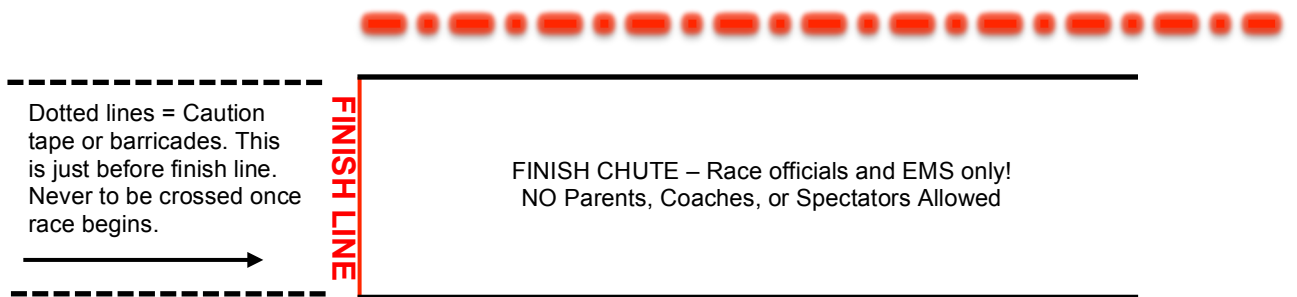 Dotted lines = Caution
tape or barricades. This
is just before finish line.
Never to be crossed once
race begins.
FINISH LINE
FINISH CHUTE – Race officials and EMS only!
NO Parents, Coaches, or Spectators Allowed